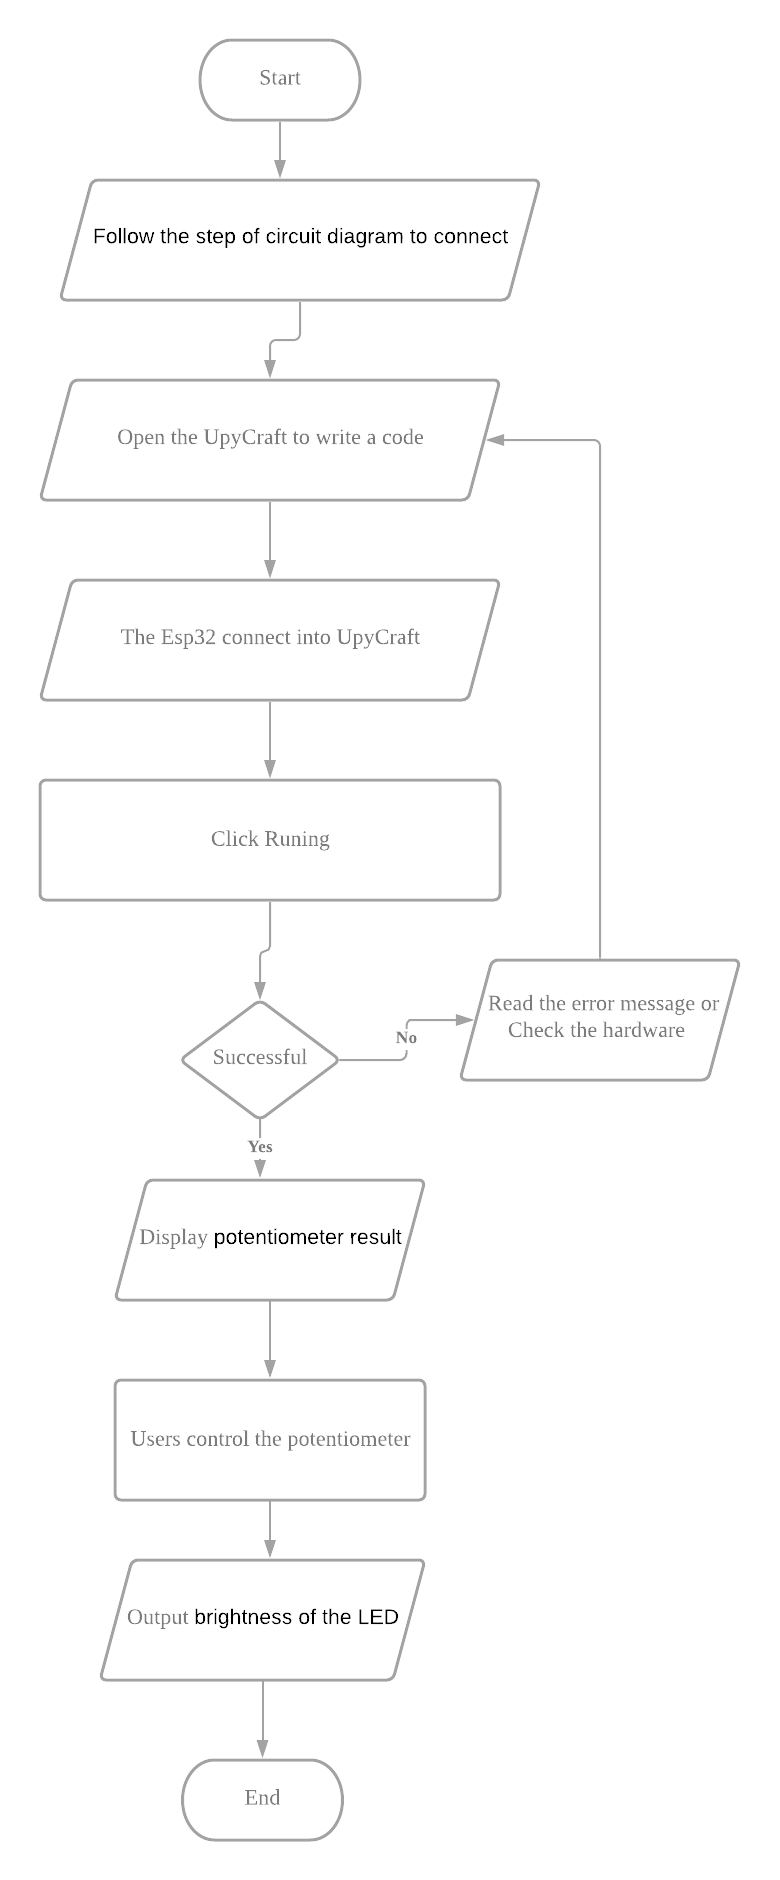 Start
Follow the step of circuit diagram to connect
Open the UpyCraft to write a code
The Esp32 connect into UpyCraft
Click Runing
Read the error message or
Check the hardware
No
Successful
Yes
Display potentiometer result
Users control the potentiometer
Output brightness of the LED
End